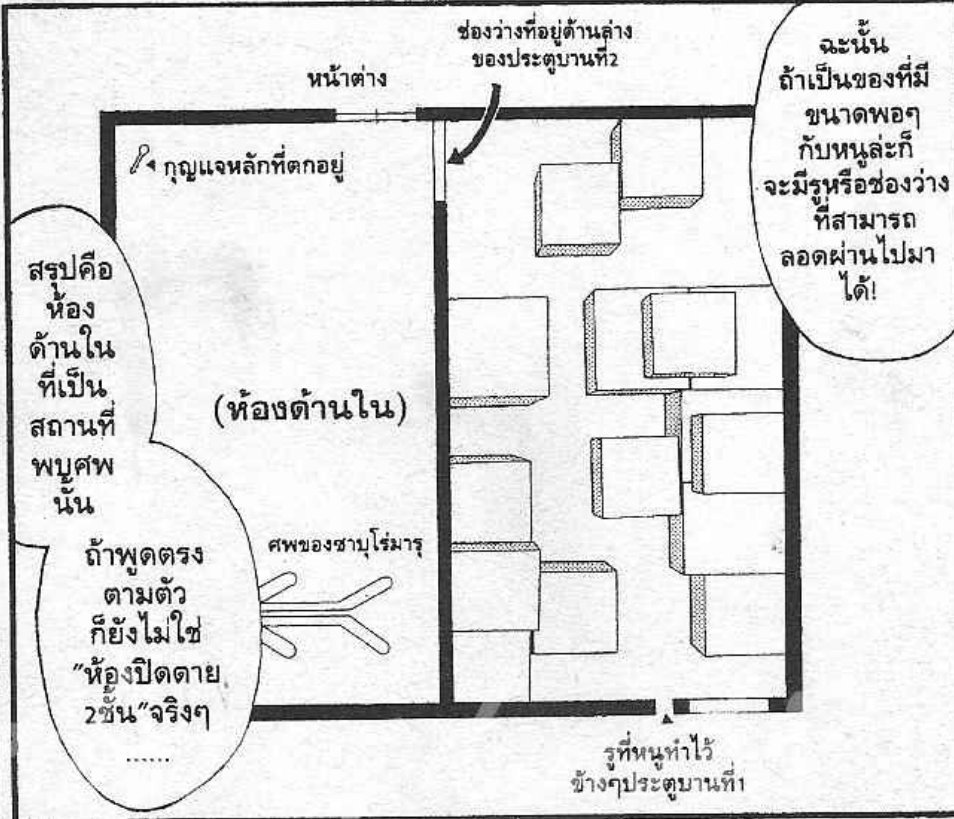 ช่องว่างที่อยู่ด้านล่าง
ของประตูบานที่2
หน้าต่าง
กุญแจหลักที่ตกอยู่
ฉะนั้น
ถ้าเป็นของที่มี
ขนาดพอๆ
กับหนูล่ะก็
จะมีรูหรือช่องว่าง
ที่สามารถ
ลอดผ่านไปมา
ได้!
สรุปคือ
ห้อง
ด้านใน
ที่เป็น
สถานที่
พบศพ
นั้น
(ห้องด้านใน)
ศพของซาบุโร่มารุ
ถ้าพูดตรง
ตามตัว
ก็ยังไม่ใช่
"ห้องปิดตาย
2ชั้น"จริงๆ
......
รูที่หนูทำไว้
ข้างๆประตูบานที่1